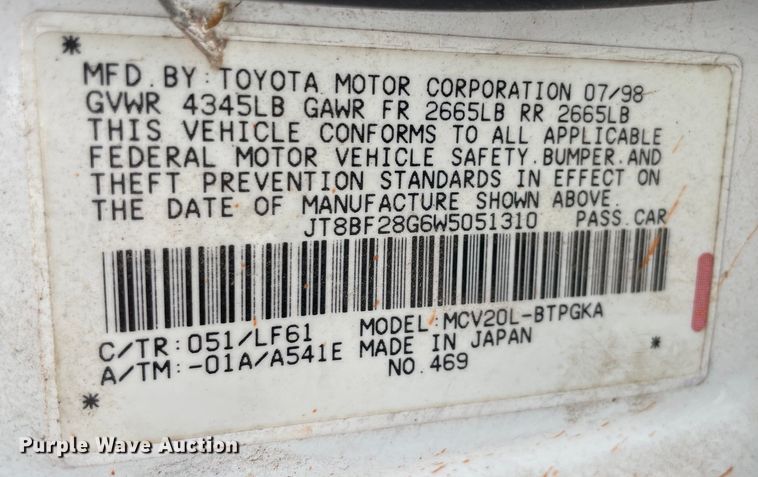 MFD. BY: TOYOTA MOTOR CORPORATION 07/98
GVWR 4345LB GAWR FR 2665LB RR 2665LB
THIS VEHICLE CONFORMS TO ALL APPLICABLE
FEDERAL MOTOR VEHICLE SAFETY, BUMPER, AND
THEFT PREVENTION STANDARDS IN EFFECT ON
THE DATE OF MANUFACTURE SHOWN ABOVE.
JT8BF28G6W5051310 PASS. CAR
C/TR: 051/LF61 MODEL: MCV20L-BTPGKA
A/TM: -01A/A541E MADE IN JAPAN
NO. 469
Purple Wave Auction